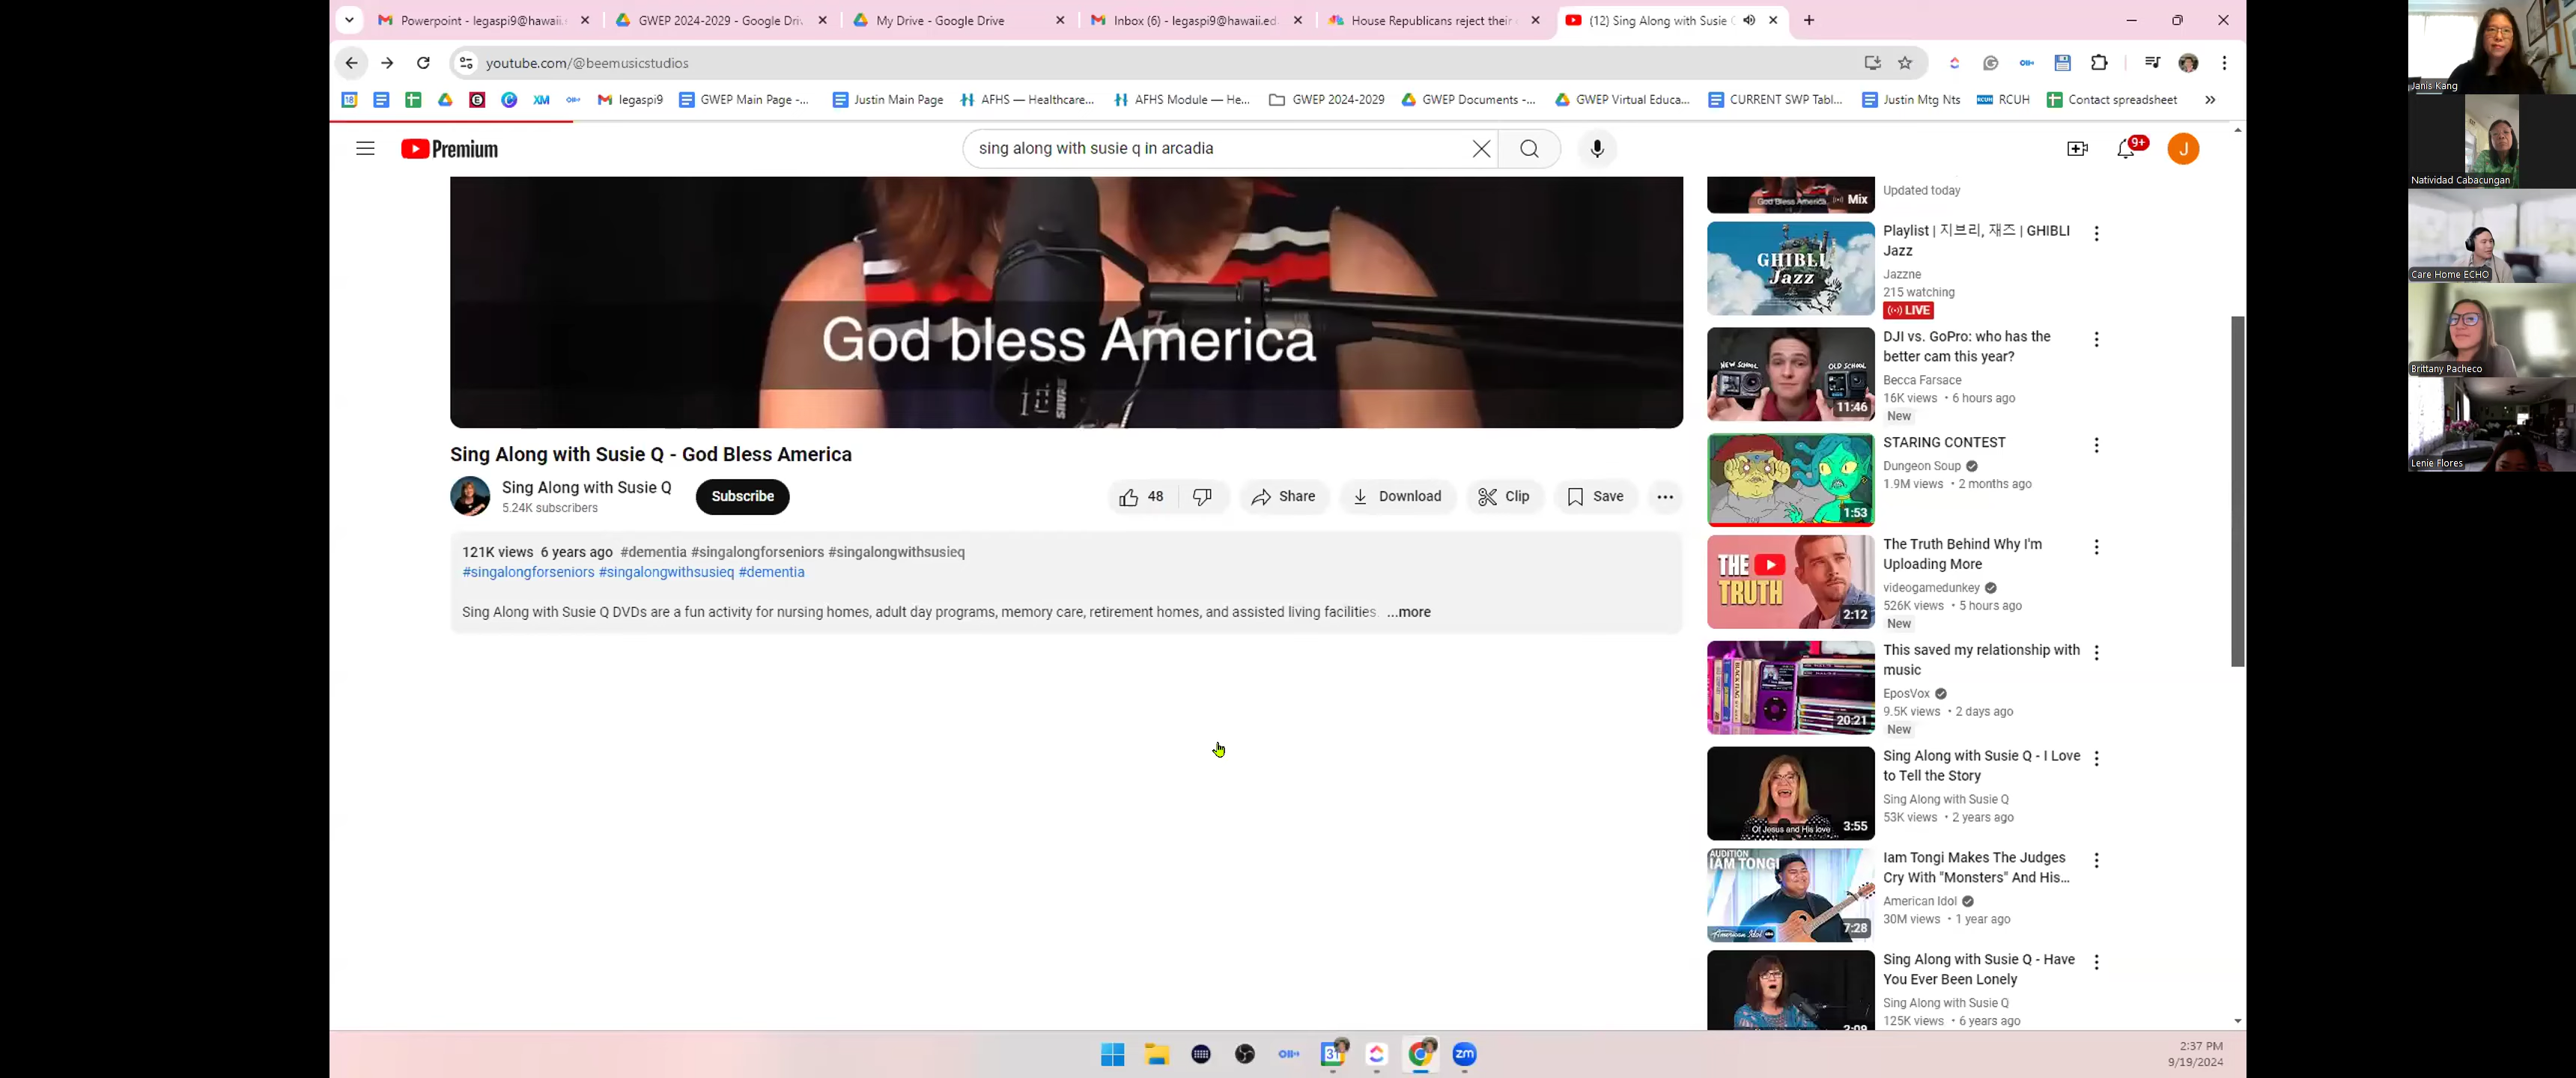 Powerpoint - legaspi9@hawaii.
GWEP 2024-2029 - Google Dri
My Drive - Google Drive
Inbox (6) - legaspi9@hawaii.ed
House Republicans reject their
(12) Sing Along with Susie
youtube.com/@beemusicstudios
legaspi9
GWEP Main Page -...
Justin Main Page
AFHS — Healthcare...
AFHS Module — He...
GWEP 2024-2029
GWEP Documents -...
GWEP Virtual Educa...
CURRENT SWP Tabl...
Justin Mtg Nts
RCUH
Contact spreadsheet
Premium
sing along with susie q in arcadia
9+
J
God bless America
Sing Along with Susie Q - God Bless America
Sing Along with Susie Q
5.24K subscribers
Subscribe
48
Share
Download
Clip
Save
121K views 6 years ago #dementia #singalongforseniors #singalongwithsusieq
#singalongforseniors #singalongwithsusieq #dementia
Sing Along with Susie Q DVDs are a fun activity for nursing homes, adult day programs, memory care, retirement homes, and assisted living facilities. ...more
God Bless America
Mix
Updated today
GHIBLI
Jazz
Playlist | 지브리, 재즈 | GHIBLI
Jazz
Jazzne
215 watching
LIVE
NEW SCHOOL
OLD SCHOOL
11:46
DJI vs. GoPro: who has the
better cam this year?
Becca Farsace
16K views • 6 hours ago
New
1:53
STARING CONTEST
Dungeon Soup
1.9M views • 2 months ago
THE
TRUTH
2:12
The Truth Behind Why I'm
Uploading More
videogamedunkey
526K views • 5 hours ago
New
20:21
This saved my relationship with
music
EposVox
9.5K views • 2 days ago
New
Of Jesus and His love
3:55
Sing Along with Susie Q - I Love
to Tell the Story
Sing Along with Susie Q
53K views • 2 years ago
AUDITION
IAM TONGI
American Idol
7:28
Iam Tongi Makes The Judges
Cry With "Monsters" And His...
American Idol
30M views • 1 year ago
2:09
Sing Along with Susie Q - Have
You Ever Been Lonely
Sing Along with Susie Q
125K views • 6 years ago
31
zm
2:37 PM
9/19/2024
Janis Kang
Natividad Cabacungan
Care Home ECHO
Brittany Pacheco
Lenie Flores